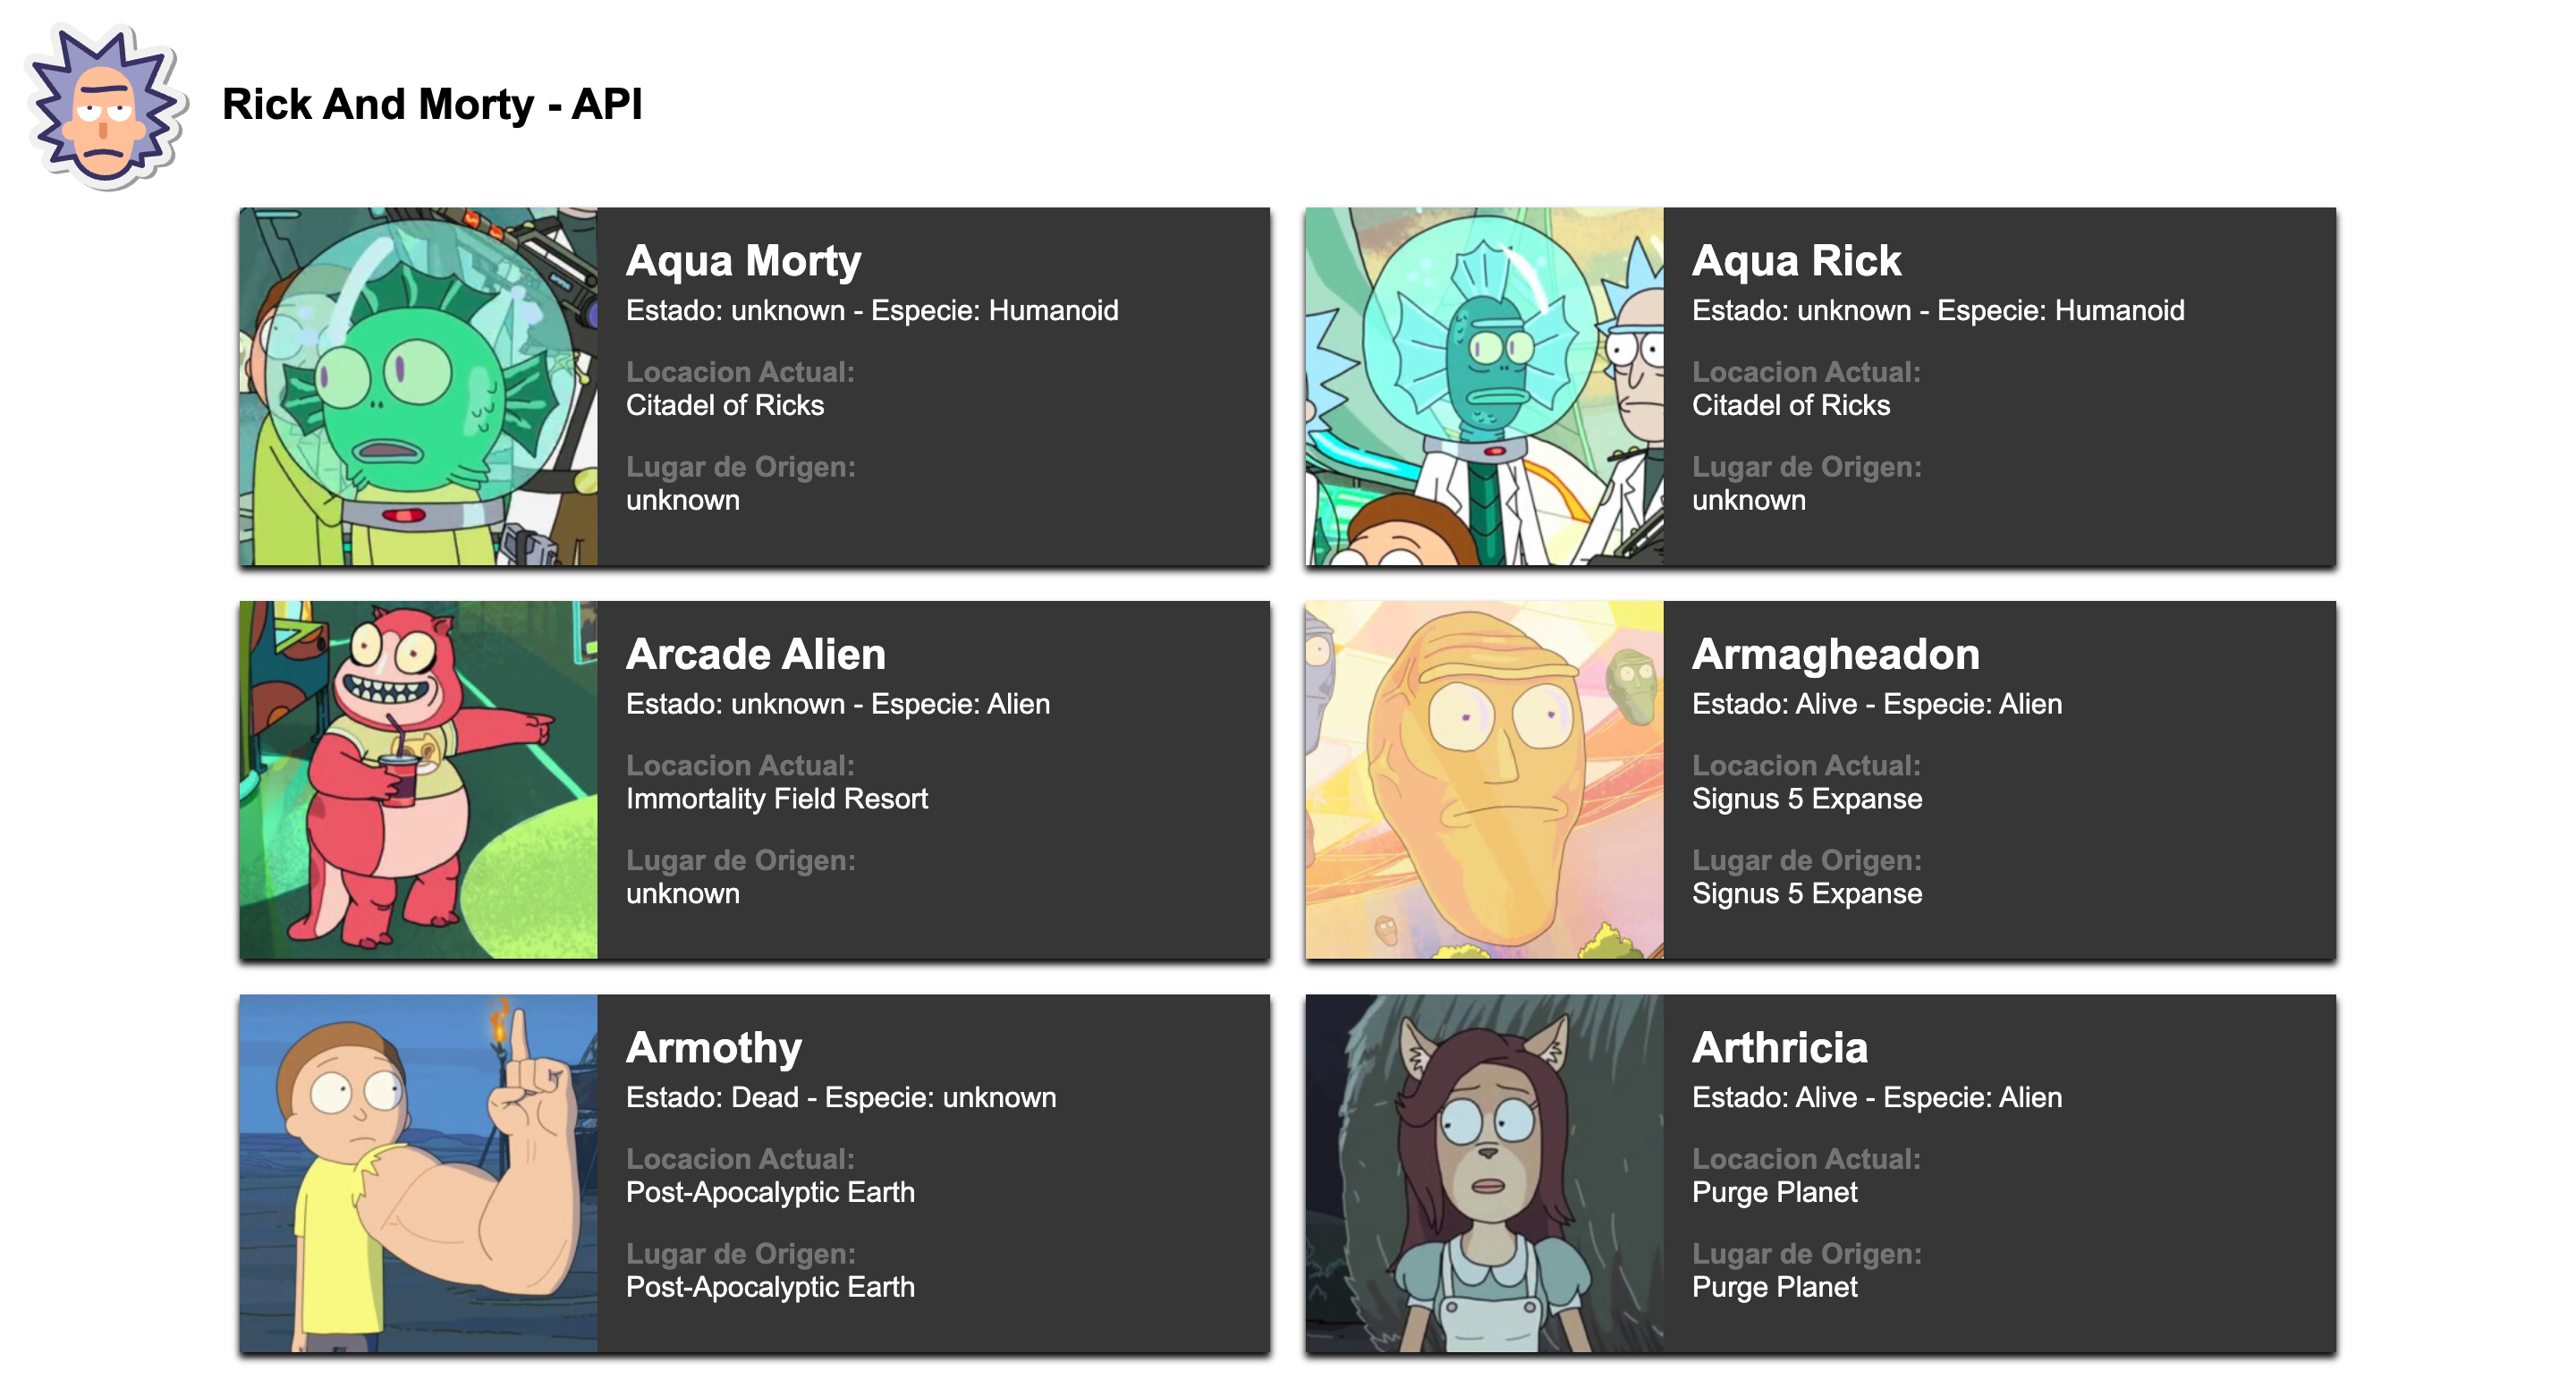 Rick And Morty - API
Aqua Morty
Estado: unknown - Especie: Humanoid
Locacion Actual:
Citadel of Ricks
Lugar de Origen:
unknown
Aqua Rick
Estado: unknown - Especie: Humanoid
Locacion Actual:
Citadel of Ricks
Lugar de Origen:
unknown
Arcade Alien
Estado: unknown - Especie: Alien
Locacion Actual:
Immortality Field Resort
Lugar de Origen:
unknown
Armagheadon
Estado: Alive - Especie: Alien
Locacion Actual:
Signus 5 Expanse
Lugar de Origen:
Signus 5 Expanse
Armothy
Estado: Dead - Especie: unknown
Locacion Actual:
Post-Apocalyptic Earth
Lugar de Origen:
Post-Apocalyptic Earth
Arthricia
Estado: Alive - Especie: Alien
Locacion Actual:
Purge Planet
Lugar de Origen:
Purge Planet